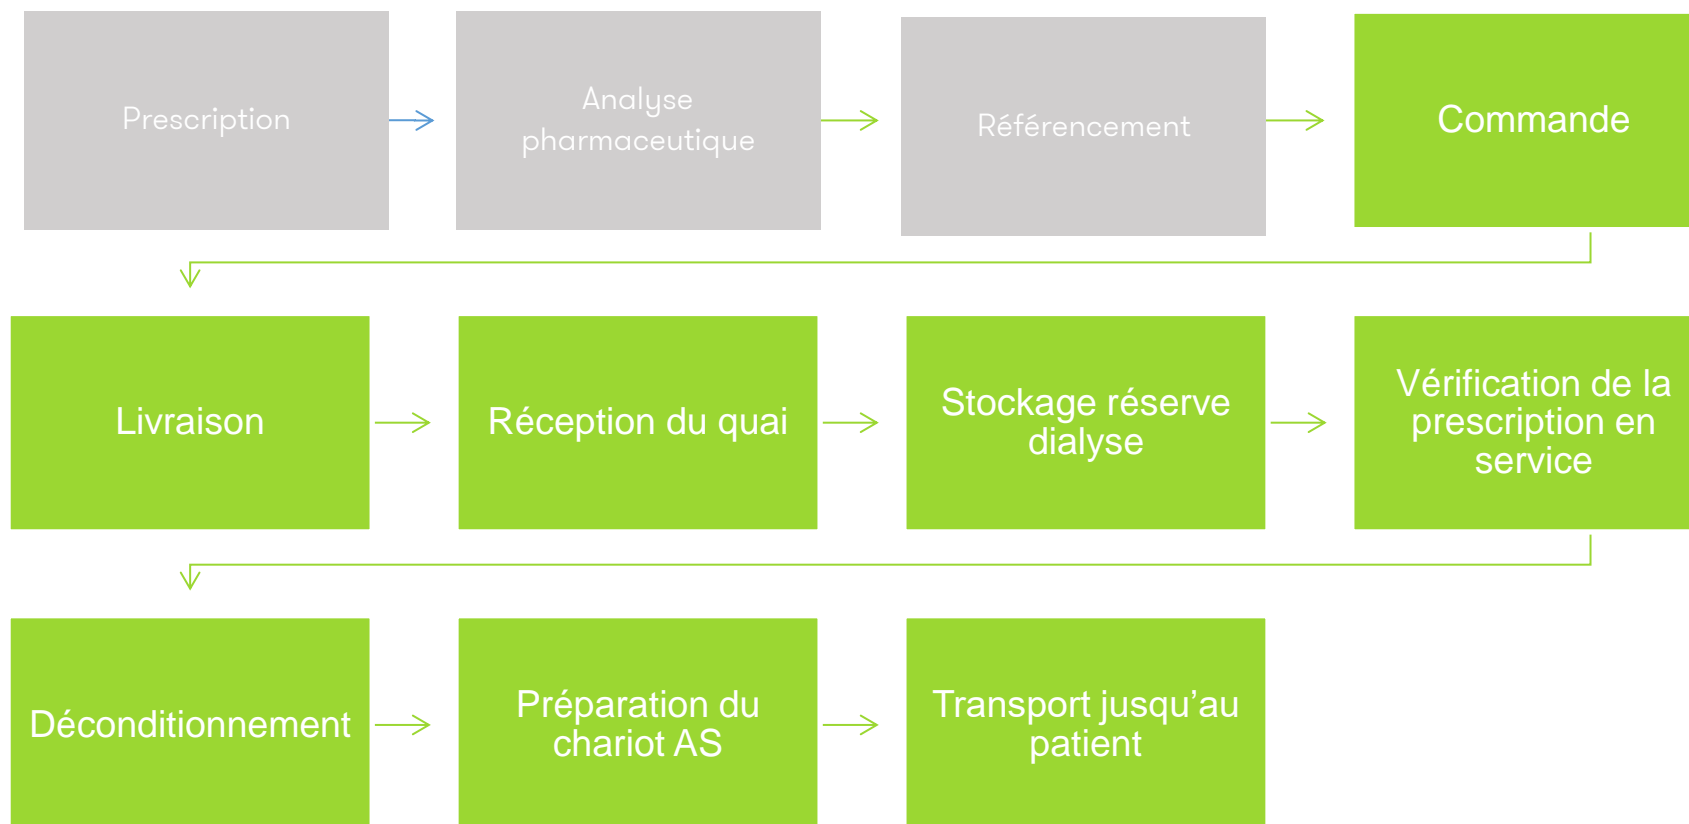 Prescription
Analyse
pharmaceutique
Référencement
Commande
Livraison
Réception du quai
Stockage réserve
dialyse
Vérification de la
prescription en
service
Déconditionnement
Préparation du
chariot AS
Transport jusqu’au
patient